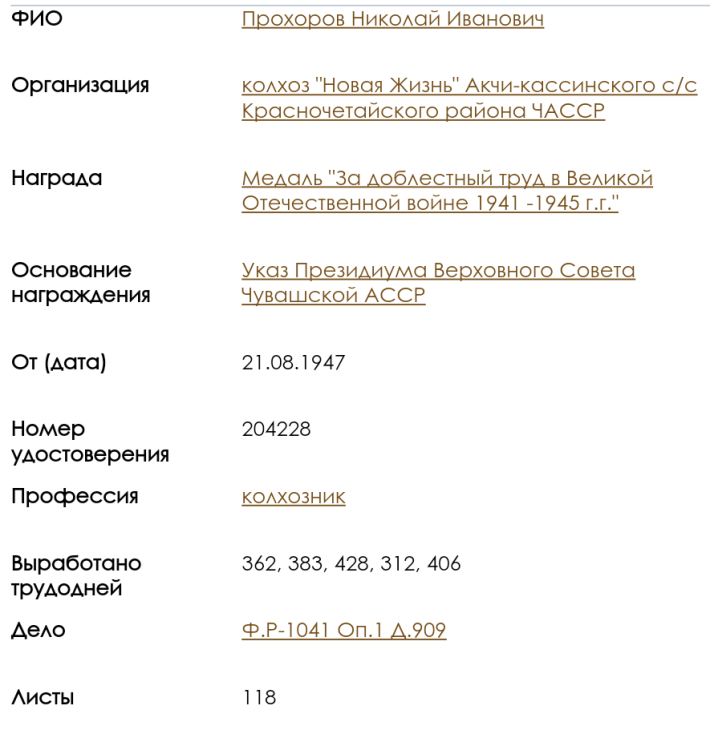 ФИО Прохоров Николай Иванович
Организация колхоз "Новая Жизнь" Акчи-кассинского с/с
Красночетайского района ЧАССР
Награда Медаль "За доблестный труд в Великой
Отечественной войне 1941 -1945 г.г."
Основание Указ Президиума Верховного Совета
награждения Чувашской АССР
От (дата) 21.08.1947
Номер 204228
удостоверения
Профессия колхозник
Выработано 362, 383, 428, 312, 406
трудодней
Дело Ф.Р-1041 Оп.1 Д.909
Листы 118